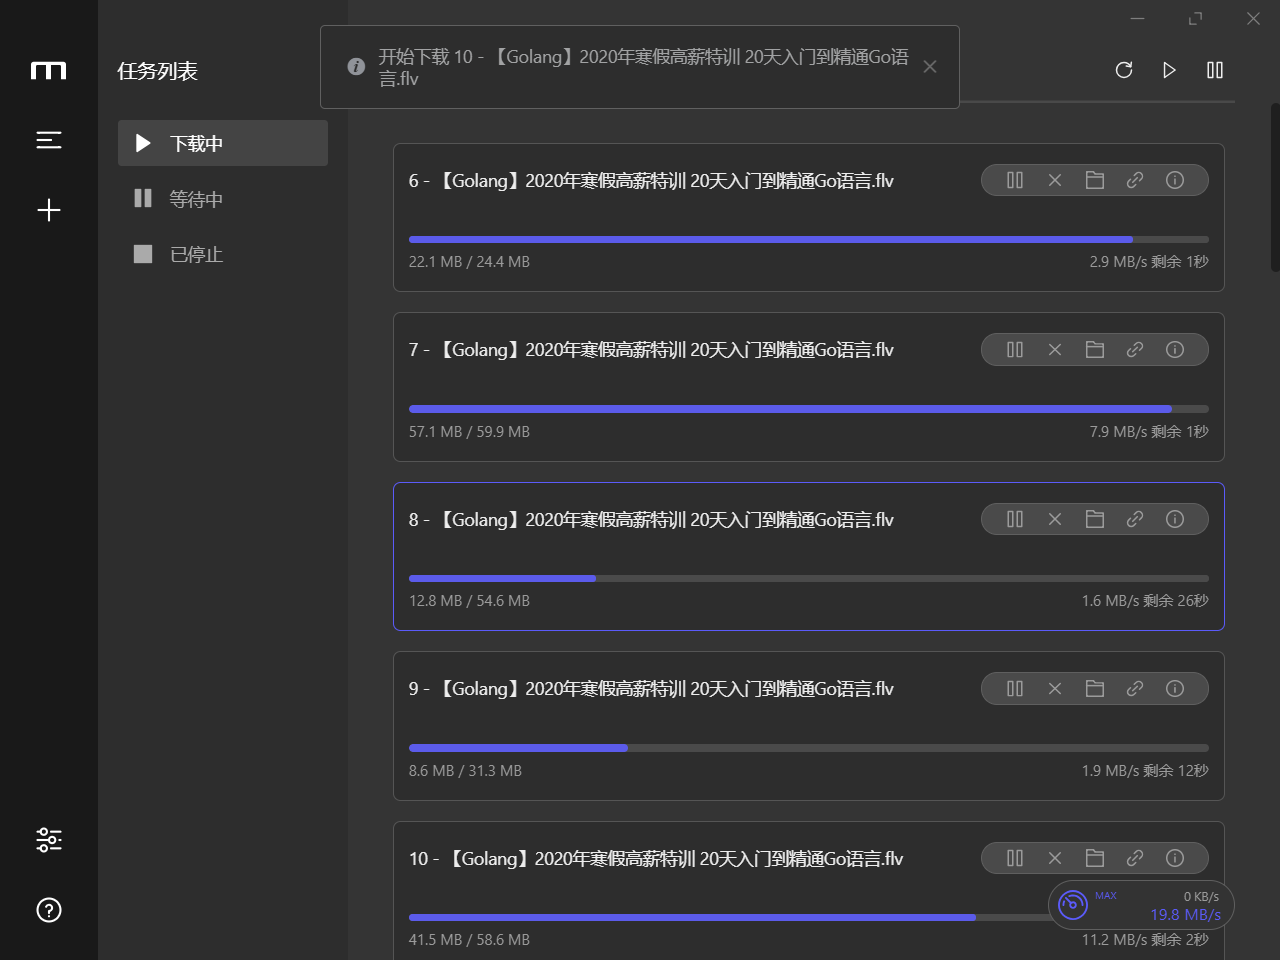 开始下载 10 - 【Golang】2020年寒假高薪特训 20天入门到精通Go语
言.flv
m
任务列表
下载中
等待中
已停止
6 - 【Golang】2020年寒假高薪特训 20天入门到精通Go语言.flv
22.1 MB / 24.4 MB
2.9 MB/s 剩余 1秒
7 - 【Golang】2020年寒假高薪特训 20天入门到精通Go语言.flv
57.1 MB / 59.9 MB
7.9 MB/s 剩余 1秒
8 - 【Golang】2020年寒假高薪特训 20天入门到精通Go语言.flv
12.8 MB / 54.6 MB
1.6 MB/s 剩余 26秒
9 - 【Golang】2020年寒假高薪特训 20天入门到精通Go语言.flv
8.6 MB / 31.3 MB
1.9 MB/s 剩余 12秒
10 - 【Golang】2020年寒假高薪特训 20天入门到精通Go语言.flv
MAX
0 KB/s
19.8 MB/s
41.5 MB / 58.6 MB
11.2 MB/s 剩余 2秒